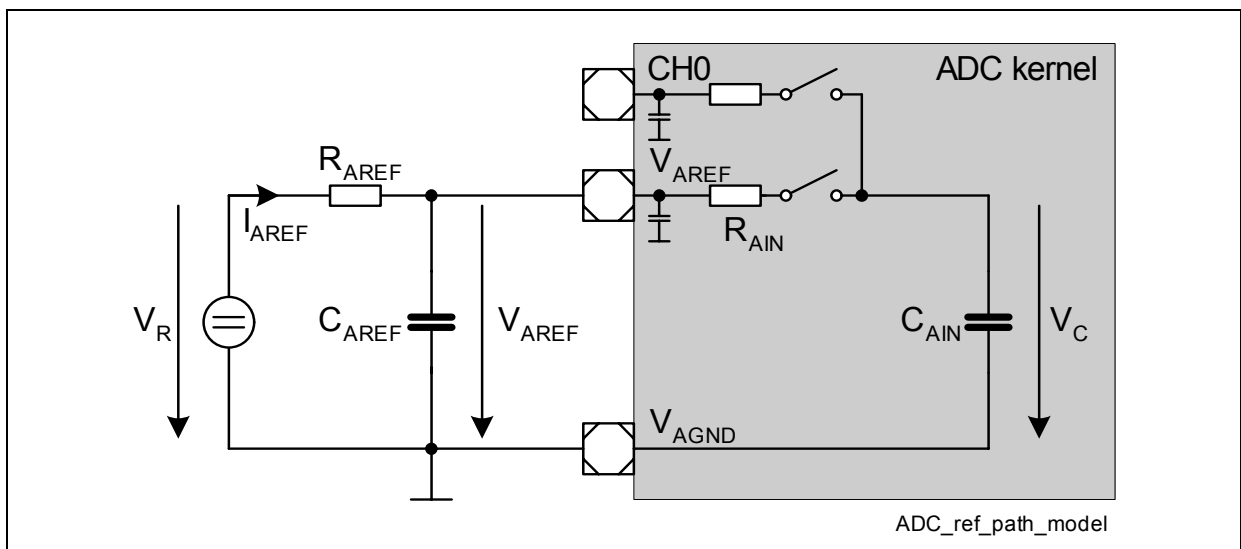 CH0 ADC kernel
R_AREF
V_AREF
I_AREF
R_AIN
V_R
C_AREF
V_AREF
C_AIN
V_C
V_AGND
ADC_ref_path_model